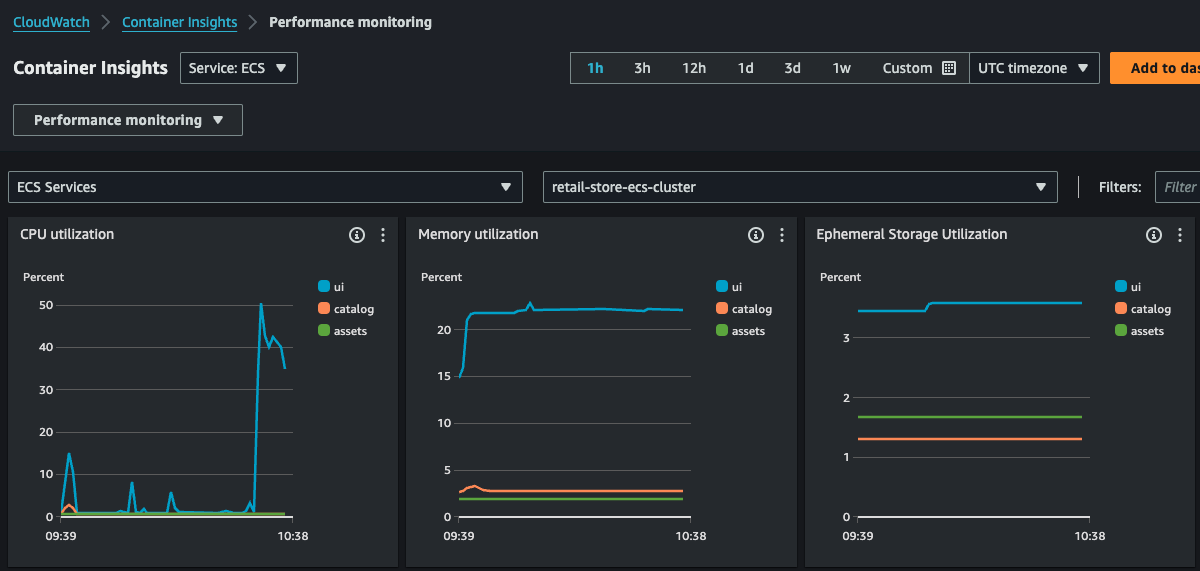 CloudWatch > Container Insights > Performance monitoring
Container Insights Service: ECS 1h 3h 12h 1d 3d 1w Custom UTC timezone Add to das
Performance monitoring
ECS Services retail-store-ecs-cluster Filters: Filter
CPU utilization
Percent
50
40
30
20
10
0
09:39 10:38
ui
catalog
assets
Memory utilization
Percent
20
15
10
5
0
09:39 10:38
ui
catalog
assets
Ephemeral Storage Utilization
Percent
3
2
1
0
09:39 10:38
ui
catalog
assets